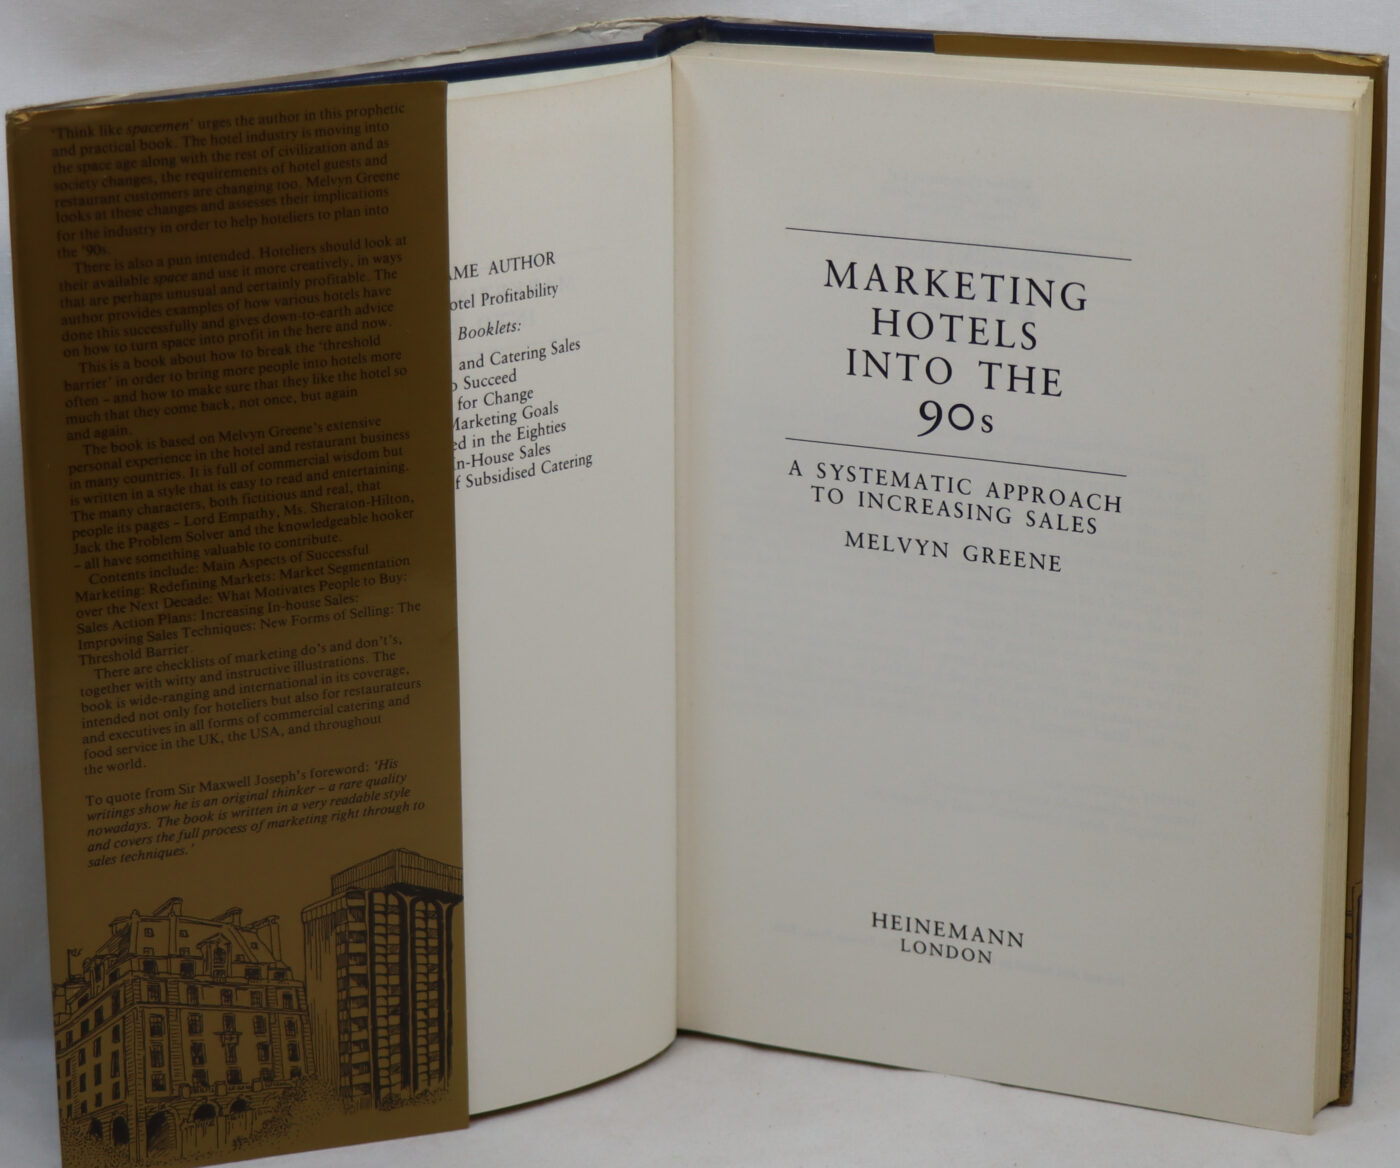 'Think like spacemen' urges the author in this prophetic
and practical book. The hotel industry is moving into
the space age along with the rest of civilization and as
society changes, the requirements of hotel guests and
restaurant customers are changing too. Melvyn Greene
looks at these changes and assesses their implications
for the industry in order to help hoteliers to plan into
the '90s.
There is also a pun intended. Hoteliers should look at
their available space and use it more creatively, in ways
that are perhaps unusual and certainly profitable. The
author provides examples of how various hotels have
done this successfully and gives down-to-earth advice
on how to turn space into profit in the here and now.
This is a book about how to break the 'threshold
barrier' in order to bring more people into hotels more
often – and how to make sure that they like the hotel so
much that they come back, not once, but again
and again.
The book is based on Melvyn Greene's extensive
personal experience in the hotel and restaurant business
in many countries. It is full of commercial wisdom but
is written in a style that is easy to read and entertaining.
The many characters, both fictitious and real, that
people its pages – Lord Empathy, Ms. Sheraton-Hilton,
Jack the Problem Solver and the knowledgeable hooker
– all have something valuable to contribute.
Contents include: Main Aspects of Successful
Marketing: Redefining Markets: Market Segmentation
over the Next Decade: What Motivates People to Buy:
Sales Action Plans: Increasing In-house Sales:
Improving Sales Techniques: New Forms of Selling: The
Threshold Barrier.
There are checklists of marketing do's and don't's,
together with witty and instructive illustrations. The
book is wide-ranging and international in its coverage,
intended not only for hoteliers but also for restaurateurs
and executives in all forms of commercial catering and
food service in the UK, the USA, and throughout
the world.
To quote from Sir Maxwell Joseph's foreword: 'His
writings show he is an original thinker – a rare quality
nowadays. The book is written in a very readable style
and covers the full process of marketing right through to
sales techniques.'
AME AUTHOR
otel Profitability
Booklets:
and Catering Sales
o Succeed
for Change
Marketing Goals
ed in the Eighties
In-House Sales
f Subsidised Catering
MARKETING
HOTELS
INTO THE
90s
A SYSTEMATIC APPROACH
TO INCREASING SALES
MELVYN GREENE
HEINEMANN
LONDON